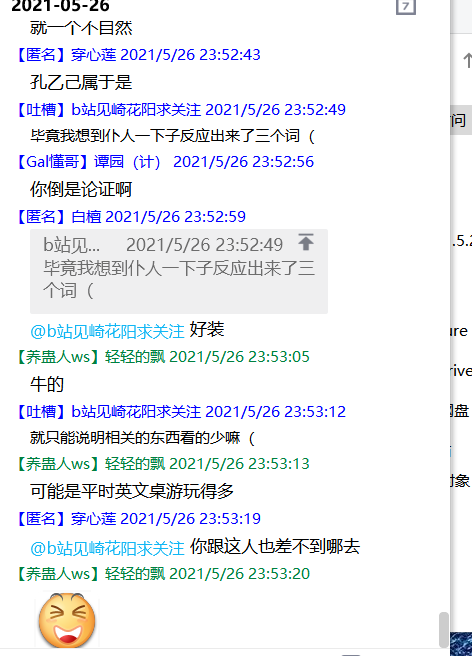 2021-05-26
7
就一个不目然
【匿名】穿心莲 2021/5/26 23:52:43
孔乙己属于是
【吐槽】b站见崎花阳求关注 2021/5/26 23:52:49
毕竟我想到仆人一下子反应出来了三个词（
【Gal懂哥】谭园（计） 2021/5/26 23:52:56
你倒是论证啊
【匿名】白檀 2021/5/26 23:52:59
b站见... 2021/5/26 23:52:49
毕竟我想到仆人一下子反应出来了三
个词（
@b站见崎花阳求关注 好装
【养蛊人ws】轻轻的飘 2021/5/26 23:53:05
牛的
【吐槽】b站见崎花阳求关注 2021/5/26 23:53:12
就只能说明相关的东西看的少嘛（
【养蛊人ws】轻轻的飘 2021/5/26 23:53:13
可能是平时英文桌游玩得多
【匿名】穿心莲 2021/5/26 23:53:19
@b站见崎花阳求关注 你跟这人也差不到哪去
【养蛊人ws】轻轻的飘 2021/5/26 23:53:20
问
.5.2
ure
rive
网盘
对象